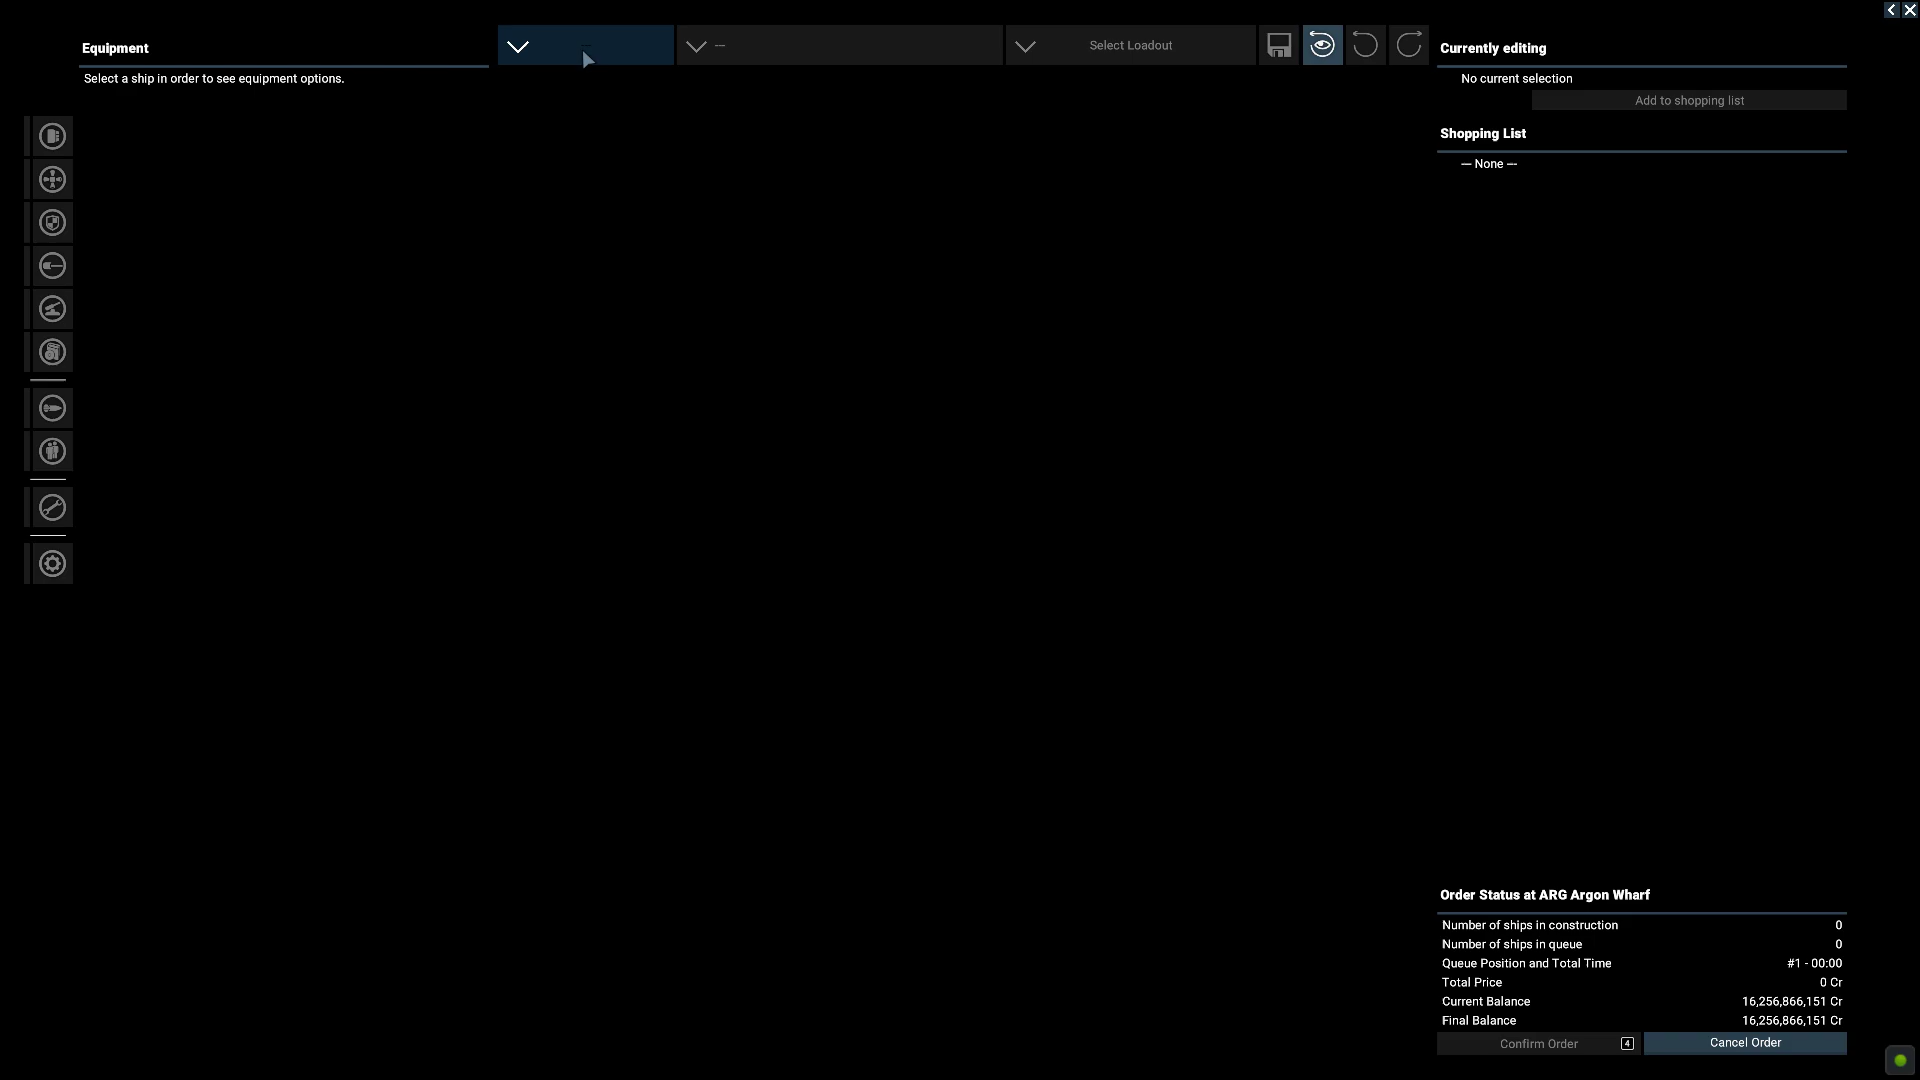 Equipment
Select a ship in order to see equipment options.
---
---
Select Loadout
Currently editing
No current selection
Add to shopping list
Shopping List
--- None ---
Order Status at ARG Argon Wharf
Number of ships in construction 0
Number of ships in queue 0
Queue Position and Total Time #1 - 00:00
Total Price 0 Cr
Current Balance 16,256,866,151 Cr
Final Balance 16,256,866,151 Cr
Confirm Order 4
Cancel Order